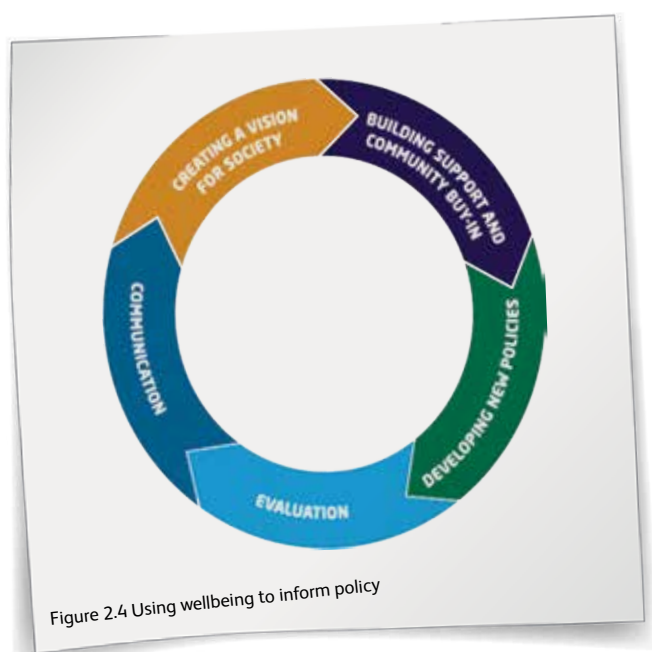 CREATING A VISION
FOR SOCIETY
BUILDING SUPPORT AND
COMMUNITY BUY-IN
DEVELOPING NEW POLICIES
EVALUATION
COMMUNICATION
Figure 2.4 Using wellbeing to inform policy